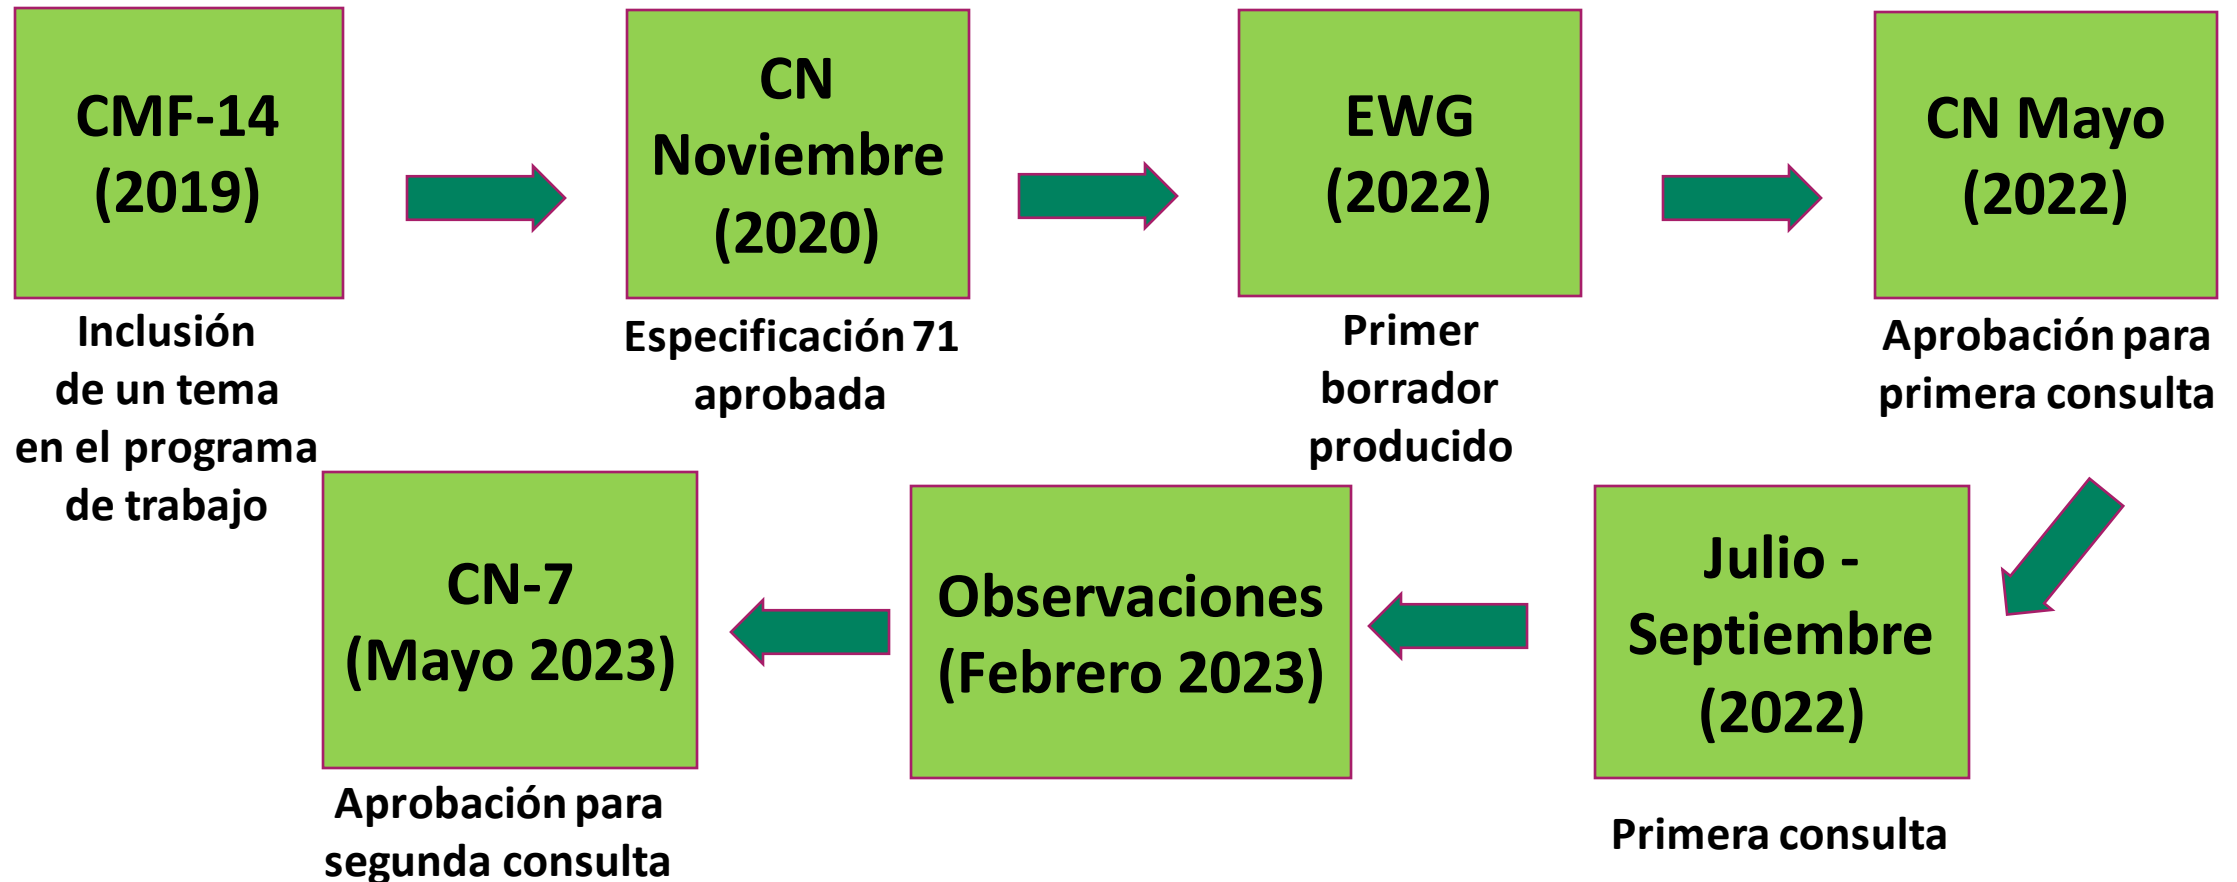 CMF-14
(2019)
Inclusión
de un tema
en el programa
de trabajo
CN
Noviembre
(2020)
Especificación 71
aprobada
EWG
(2022)
Primer
borrador
producido
CN Mayo
(2022)
Aprobación para
primera consulta
Julio -
Septiembre
(2022)
Primera consulta
Observaciones
(Febrero 2023)
CN-7
(Mayo 2023)
Aprobación para
segunda consulta